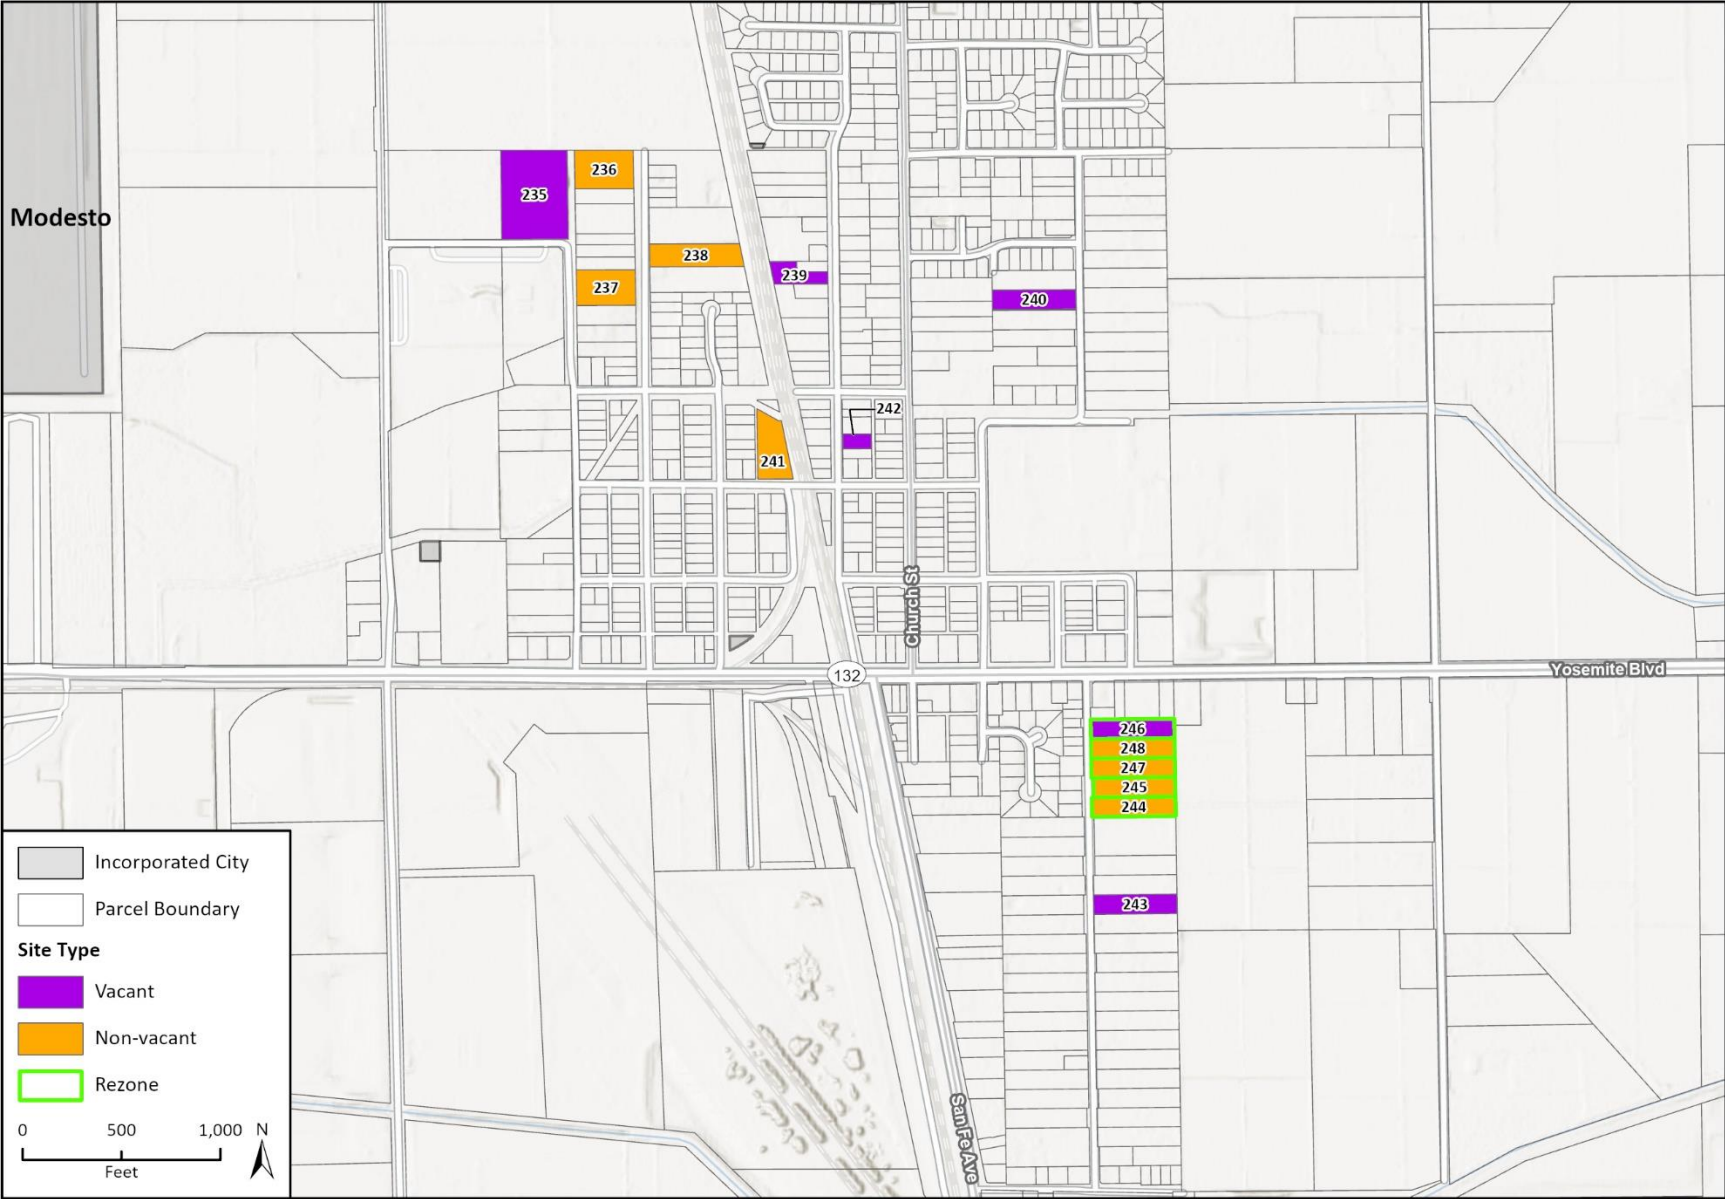 236
235
Modesto
238
239
237
240
242
241
Church St
132
Yosemite Blvd
246
248
247
245
244
243
Incorporated City
Parcel Boundary
Site Type
Vacant
Non-vacant
Rezone
0 500 1,000 N
Feet
San Fe Ave